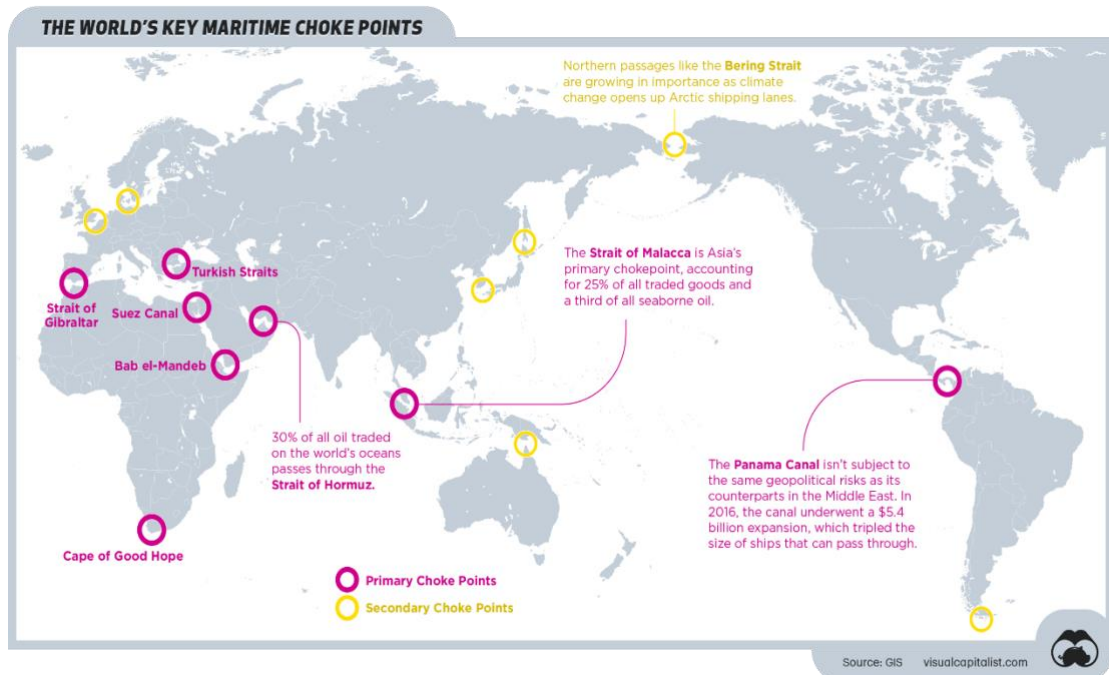 THE WORLD'S KEY MARITIME CHOKE POINTS
Northern passages like the Bering Strait
are growing in importance as climate
change opens up Arctic shipping lanes.
The Strait of Malacca is Asia's
primary chokepoint, accounting
for 25% of all traded goods and
a third of all seaborne oil.
Turkish Straits
Strait of
Gibraltar
Suez Canal
Bab el-Mandeb
30% of all oil traded
on the world's oceans
passes through the
Strait of Hormuz.
The Panama Canal isn't subject to
the same geopolitical risks as its
counterparts in the Middle East. In
2016, the canal underwent a $5.4
billion expansion, which tripled the
size of ships that can pass through.
Cape of Good Hope
Primary Choke Points
Secondary Choke Points
Source: GIS visualcapitalist.com